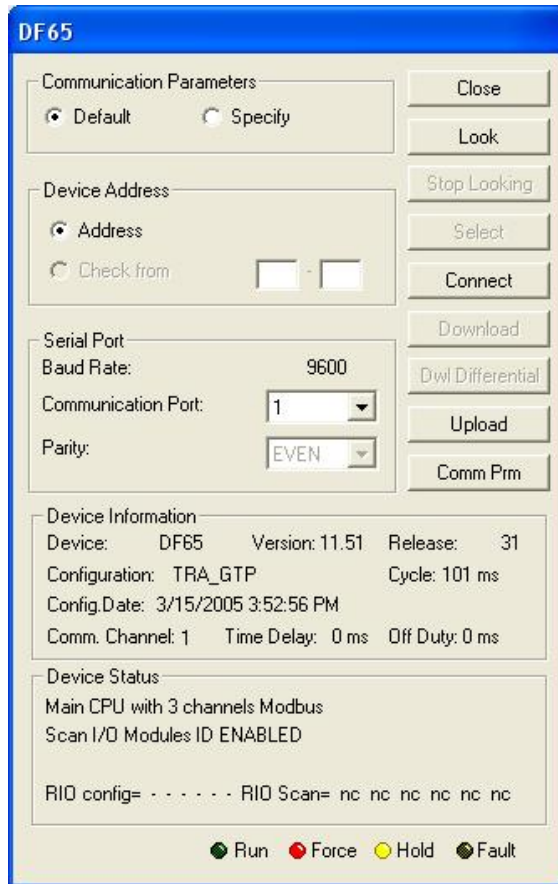 DF65
Communication Parameters
Default Specify
Close
Look
Device Address
Address
Check from -
Stop Looking
Select
Connect
Download
Dwl Differential
Upload
Comm Prm
Serial Port
Baud Rate: 9600
Communication Port: 1
Parity: EVEN
Device Information
Device: DF65 Version: 11.51 Release: 31
Configuration: TRA_GTP Cycle: 101 ms
Config.Date: 3/15/2005 3:52:56 PM
Comm. Channel: 1 Time Delay: 0 ms Off Duty: 0 ms
Device Status
Main CPU with 3 channels Modbus
Scan I/O Modules ID ENABLED
RIO config= - - - - - - RIO Scan= nc nc nc nc nc nc
Run Force Hold Fault